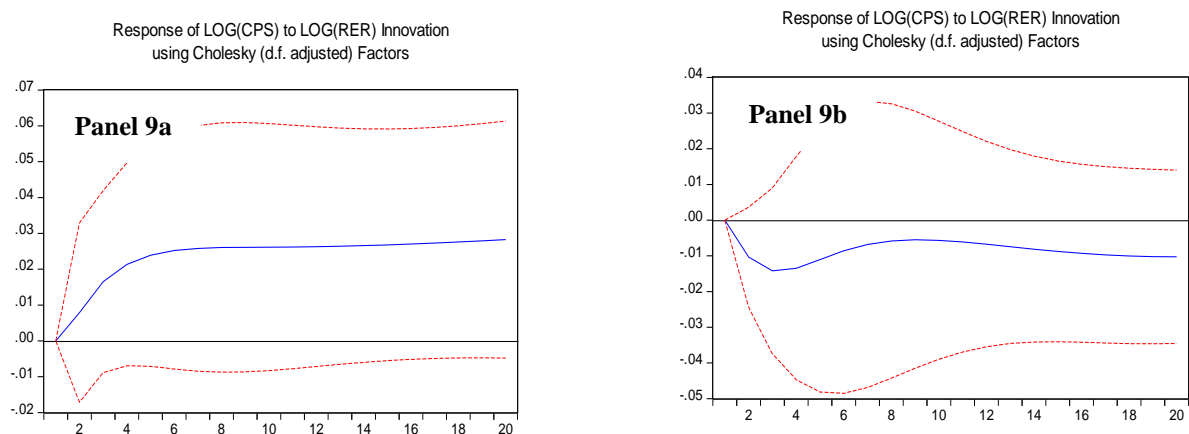 Response of LOG(CPS) to LOG(RER) Innovation
using Cholesky (d.f. adjusted) Factors
.07
.06
.05
.04
.03
.02
.01
.00
-.01
-.02
Panel 9a
2 4 6 8 10 12 14 16 18 20
Response of LOG(CPS) to LOG(RER) Innovation
using Cholesky (d.f. adjusted) Factors
.04
.03
.02
.01
.00
-.01
-.02
-.03
-.04
-.05
Panel 9b
2 4 6 8 10 12 14 16 18 20